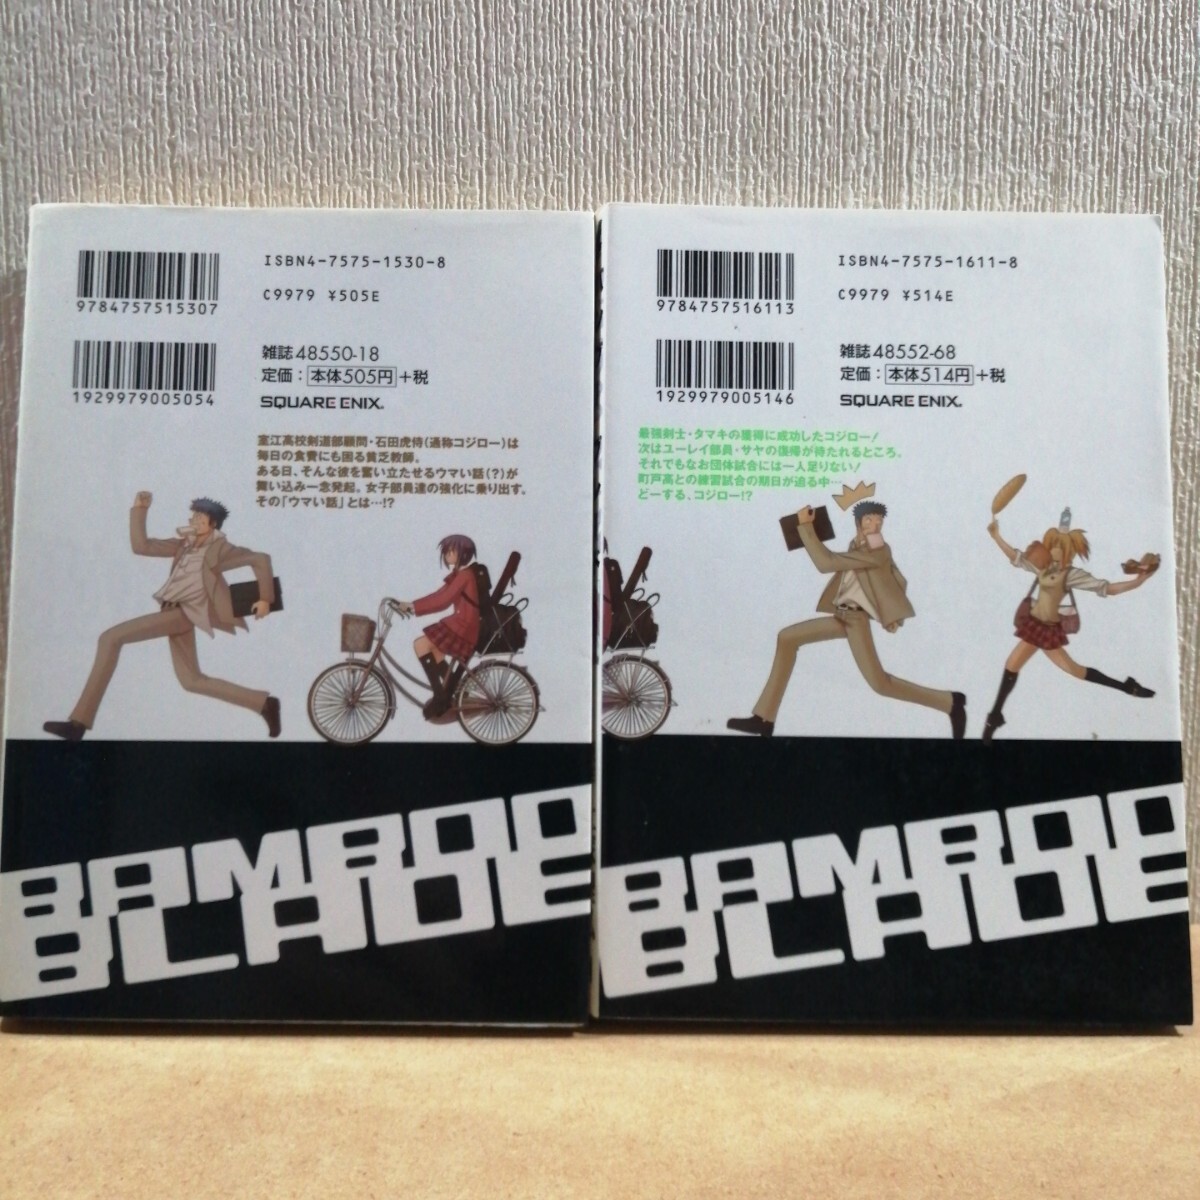 ISBN4-7575-1530-8
9784757515307
C9979 ¥505E
雑誌48550-18
定価：本体505円+税
1929979005054
SQUARE ENIX.
室江高校剣道部顧問・石田虎侍(通称コジロー)は
毎日の食費にも困る貧乏教師。
ある日、そんな彼を奮い立たせるウマい話(?)が
舞い込み一念発起。女子部員達の強化に乗り出す。
その「ウマい話」とは…!?
BAMBOO
BLADE
ISBN4-7575-1611-8
9784757516113
C9979 ¥514E
雑誌48552-68
定価：本体514円+税
1929979005146
SQUARE ENIX.
最強剣士・タマキの獲得に成功したコジロー!
次はユーレイ部員・サヤの復帰が待たれるところ。
それでもなお団体試合には一人足りない!
町戸高との練習試合の期日が迫る中…
どーする、コジロー!?
BAMBOO
BLADE